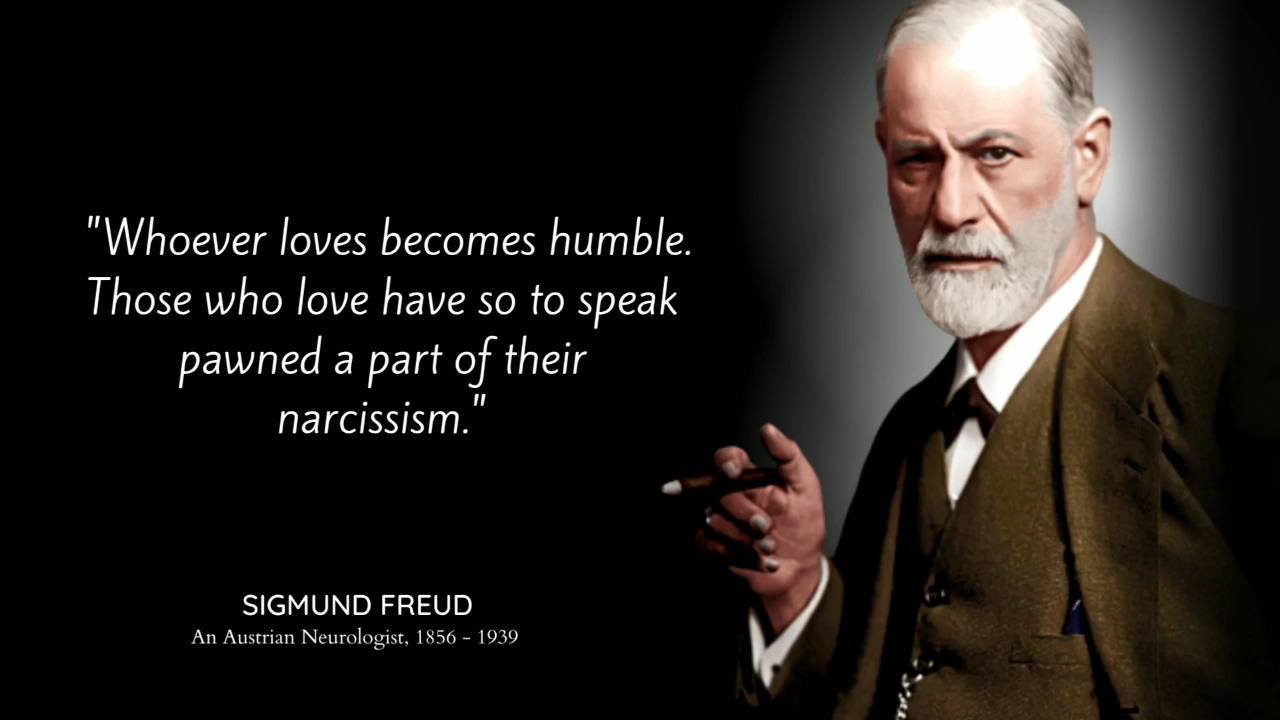 "Whoever loves becomes humble.
Those who love have so to speak
pawned a part of their
narcissism."
SIGMUND FREUD
An Austrian Neurologist, 1856 - 1939